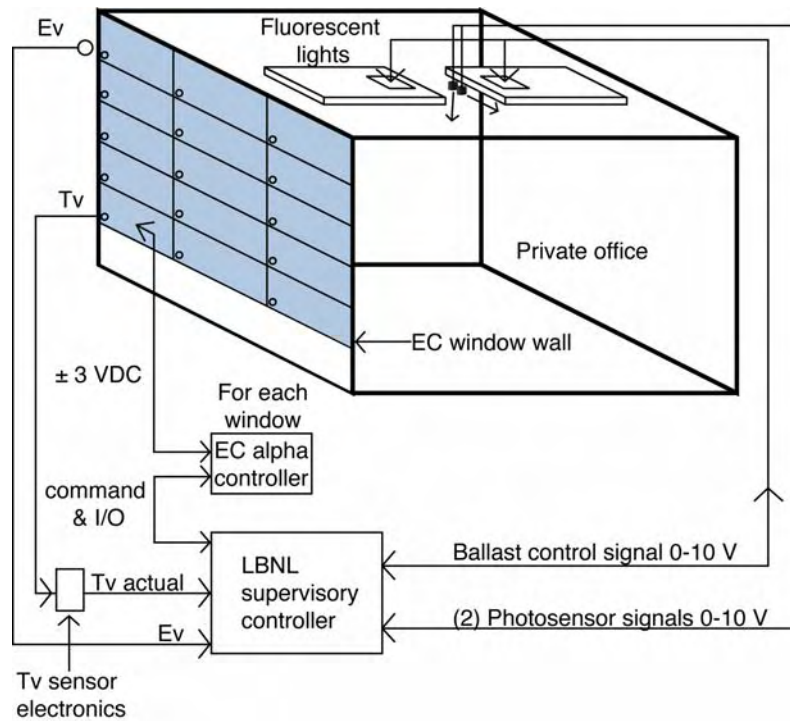 Ev
Fluorescent
lights
Tv
Private office
EC window wall
± 3 VDC
For each
window
EC alpha
controller
command
& I/O
LBNL
supervisory
controller
Ballast control signal 0-10 V
Tv actual
(2) Photosensor signals 0-10 V
Ev
Tv sensor
electronics